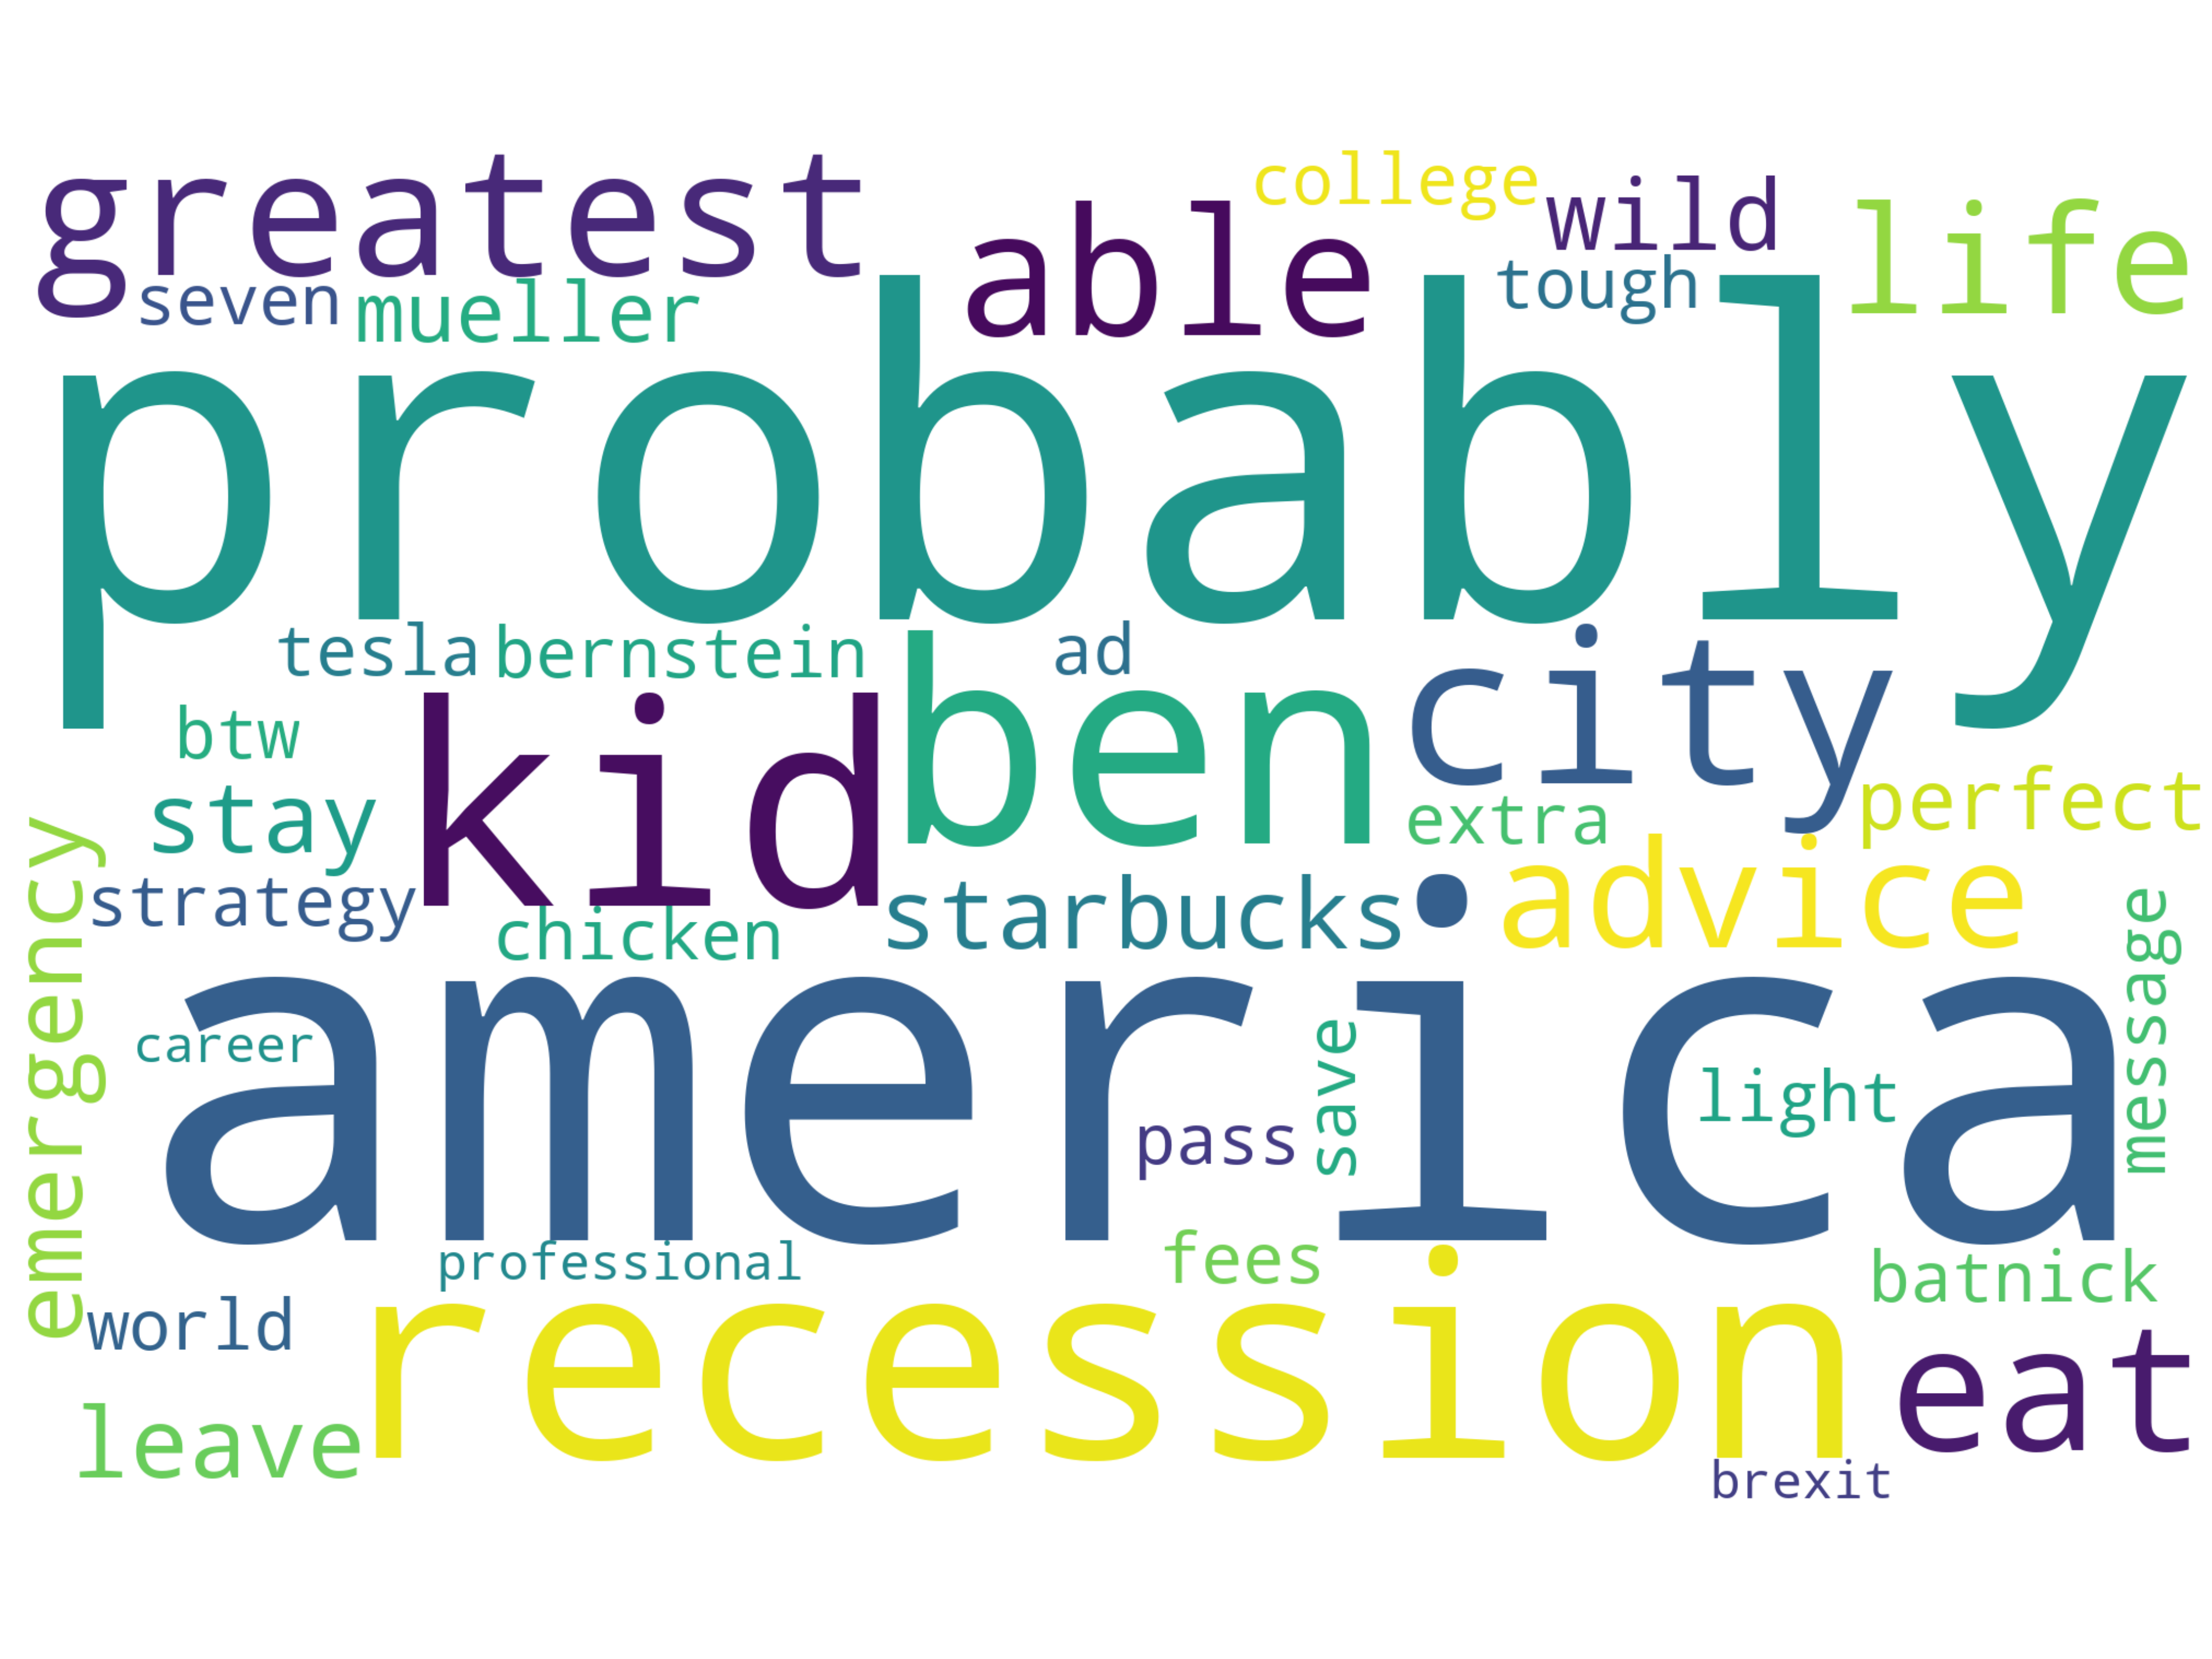 greatest
able
college
wild
life
seven
mueller
tough
probably
tesla
bernstein
ad
city
btw
kid
ben
stay
extra
perfect
strategy
chicken
starbucks
advice
emergency
message
america
career
save
light
pass
professional
fees
batnick
world
recession
eat
leave
brexit